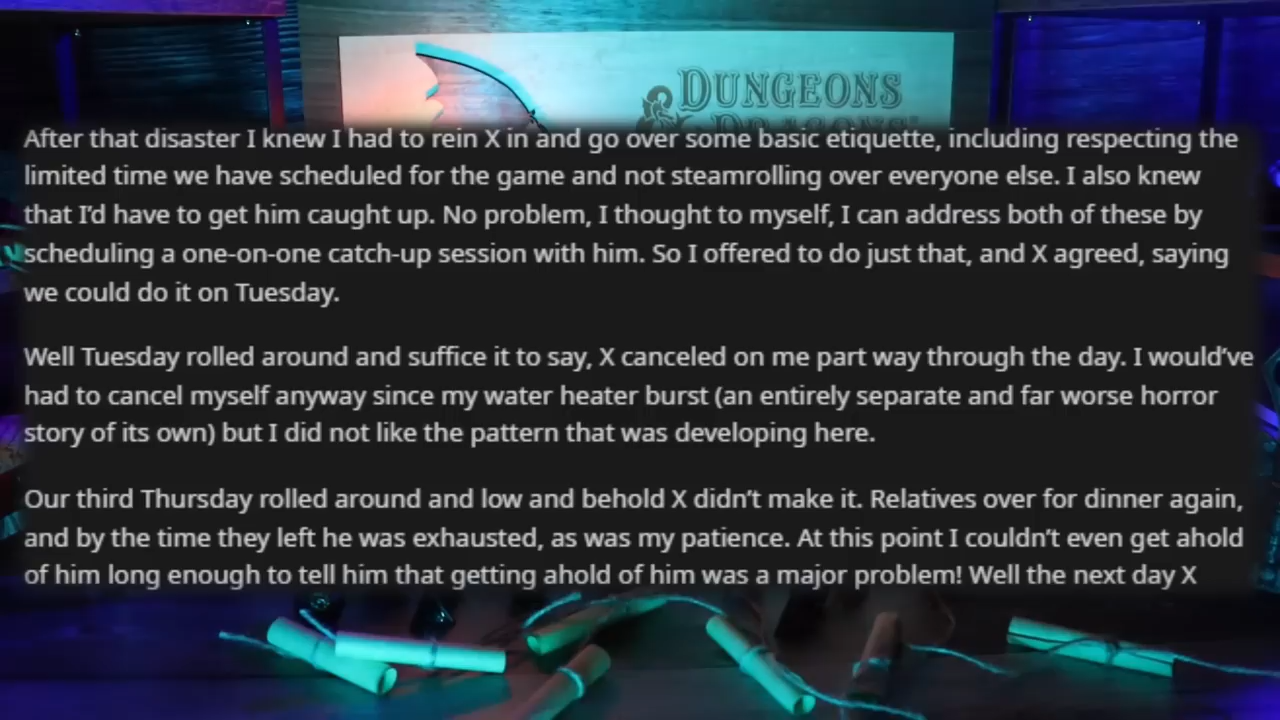 DUNGEONS
& DRAGONS
After that disaster I knew I had to rein X in and go over some basic etiquette, including respecting the
limited time we have scheduled for the game and not steamrolling over everyone else. I also knew
that I’d have to get him caught up. No problem, I thought to myself, I can address both of these by
scheduling a one-on-one catch-up session with him. So I offered to do just that, and X agreed, saying
we could do it on Tuesday.
Well Tuesday rolled around and suffice it to say, X canceled on me part way through the day. I would’ve
had to cancel myself anyway since my water heater burst (an entirely separate and far worse horror
story of its own) but I did not like the pattern that was developing here.
Our third Thursday rolled around and low and behold X didn’t make it. Relatives over for dinner again,
and by the time they left he was exhausted, as was my patience. At this point I couldn’t even get ahold
of him long enough to tell him that getting ahold of him was a major problem! Well the next day X